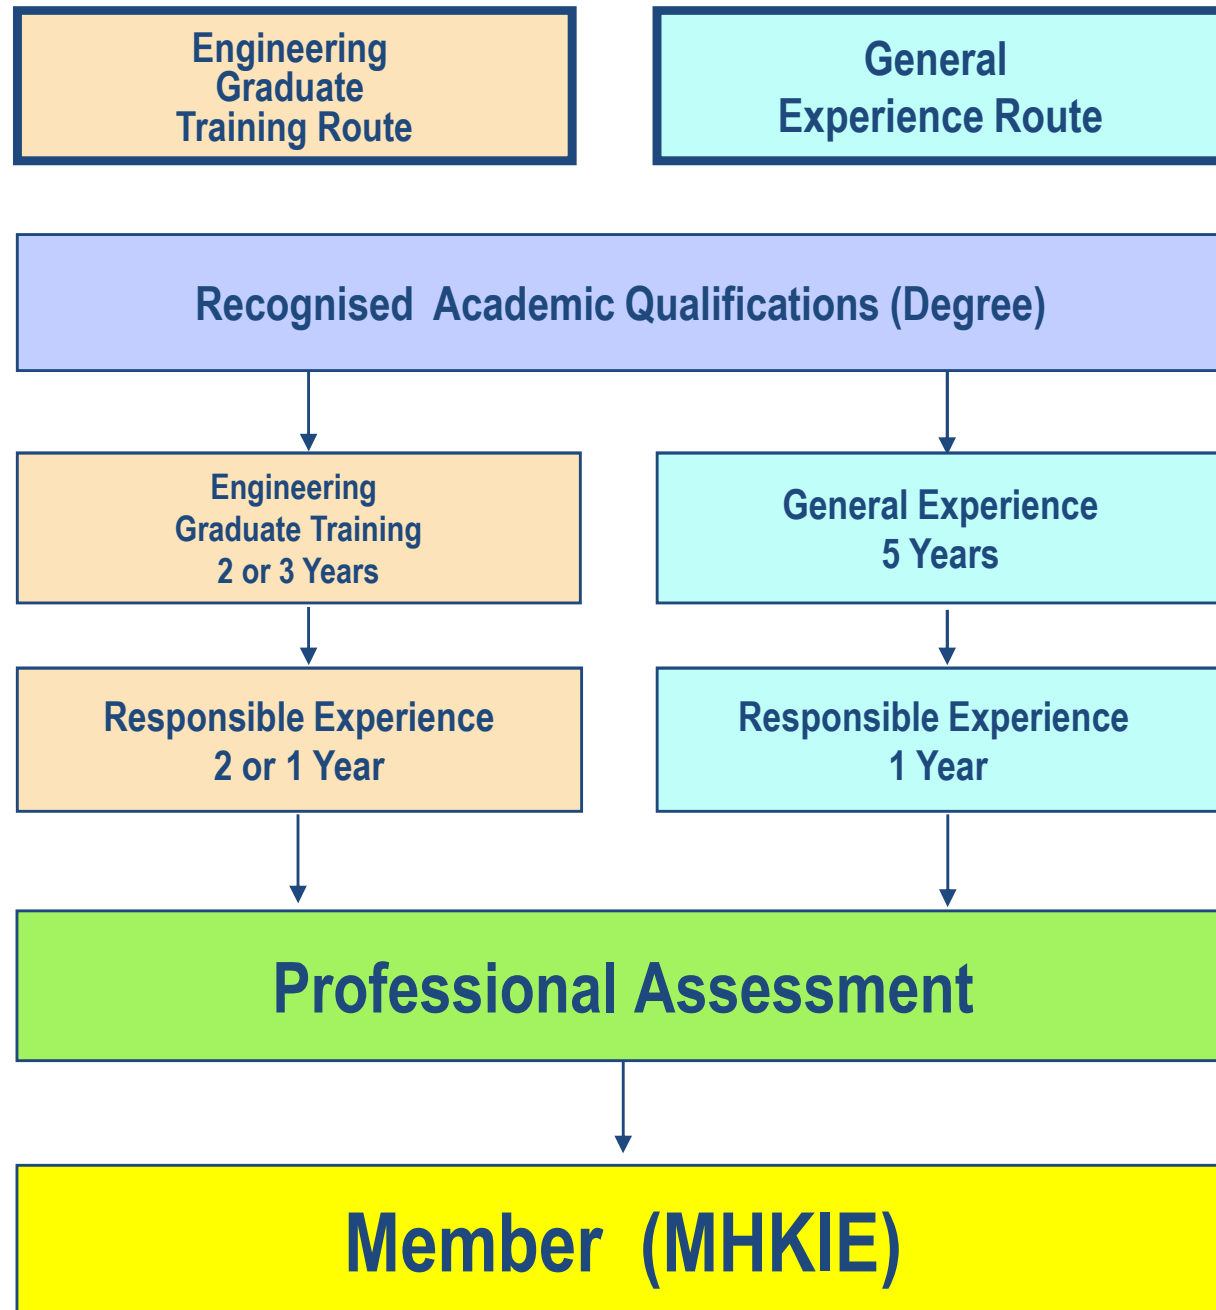 Engineering
Graduate
Training Route
General
Experience Route
Recognised Academic Qualifications (Degree)
Engineering
Graduate Training
2 or 3 Years
General Experience
5 Years
Responsible Experience
2 or 1 Year
Responsible Experience
1 Year
Professional Assessment
Member (MHKIE)